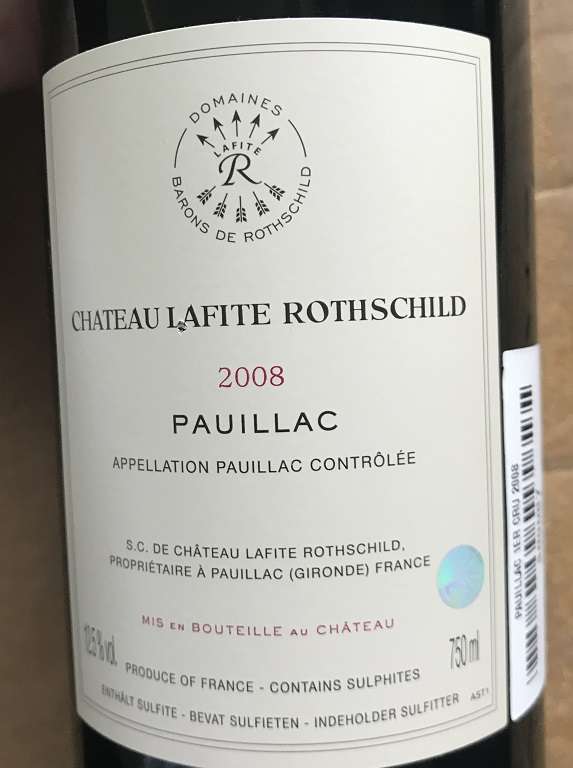 DOMAINES
LAFITE
R
BARONS DE ROTHSCHILD
CHATEAU LAFITE ROTHSCHILD
2008
PAUILLAC
APPELLATION PAUILLAC CONTRÔLÉE
S.C. DE CHÂTEAU LAFITE ROTHSCHILD,
PROPRIÉTAIRE À PAUILLAC (GIRONDE) FRANCE
MIS EN BOUTEILLE AU CHÂTEAU
12.5 % vol.
750 ml
PRODUCE OF FRANCE - CONTAINS SULPHITES
ENTHÄLT SULFITE - BEVAT SULFIETEN - INDEHOLDER SULFITTER
AST1
PAUILLAC 1ER CRU 2008